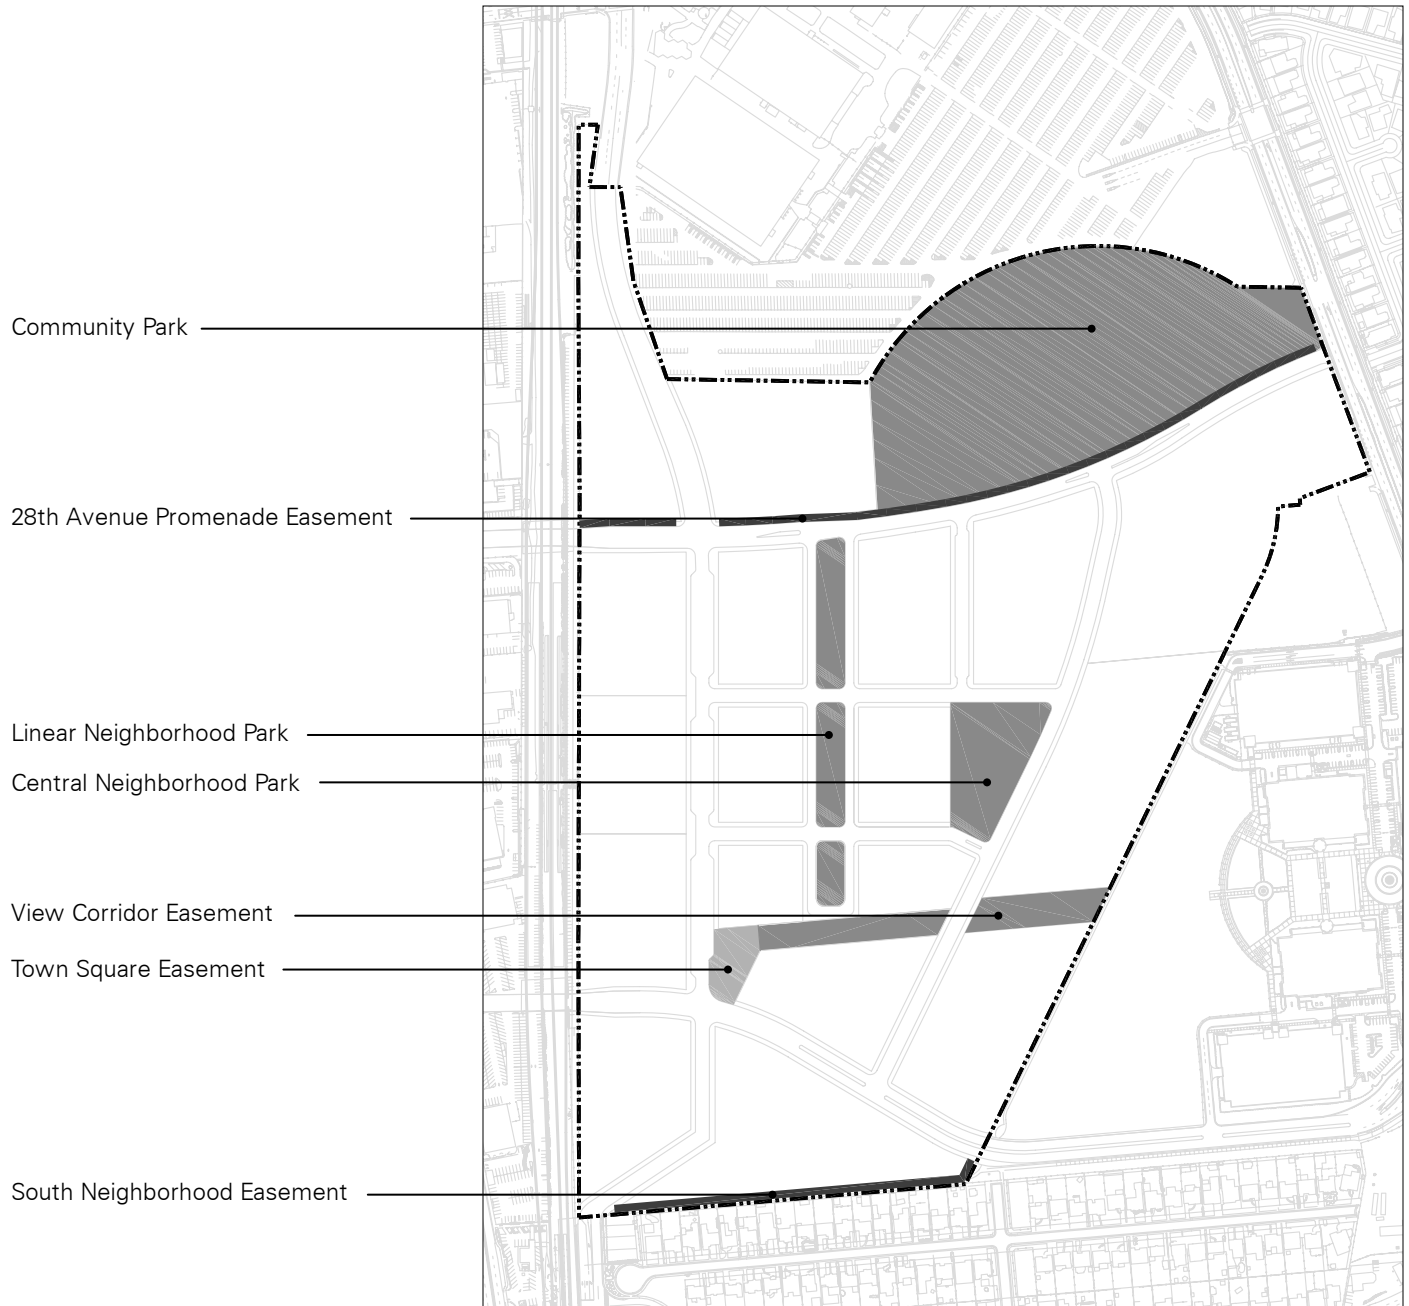 Community Park
28th Avenue Promenade Easement
Linear Neighborhood Park
Central Neighborhood Park
View Corridor Easement
Town Square Easement
South Neighborhood Easement